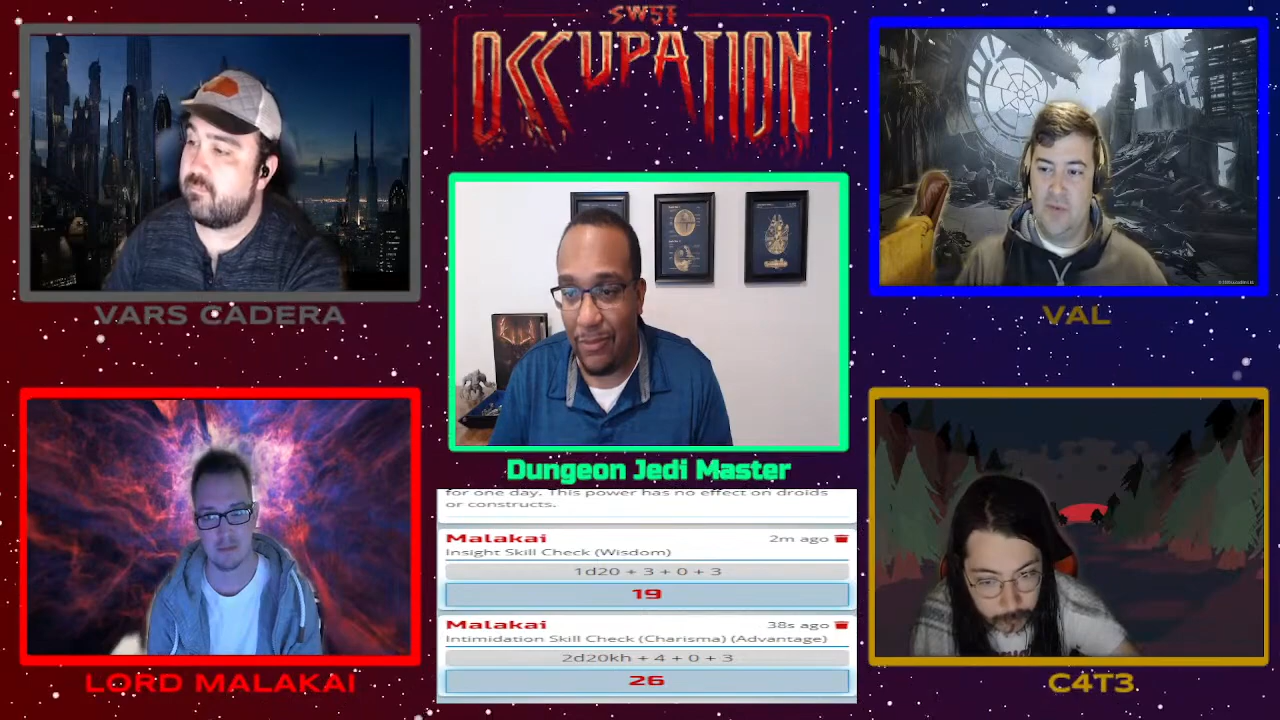 SW5E
OCCUPATION
VARS CADERA
VAL
Dungeon Jedi Master
for one day. This power has no effect on droids
or constructs.
Malakai
2m ago
Insight Skill Check (Wisdom)
1d20 + 3 + 0 + 3
19
Malakai
38s ago
Intimidation Skill Check (Charisma) (Advantage)
2d20kh + 4 + 0 + 3
26
LORD MALAKAI
C4T3